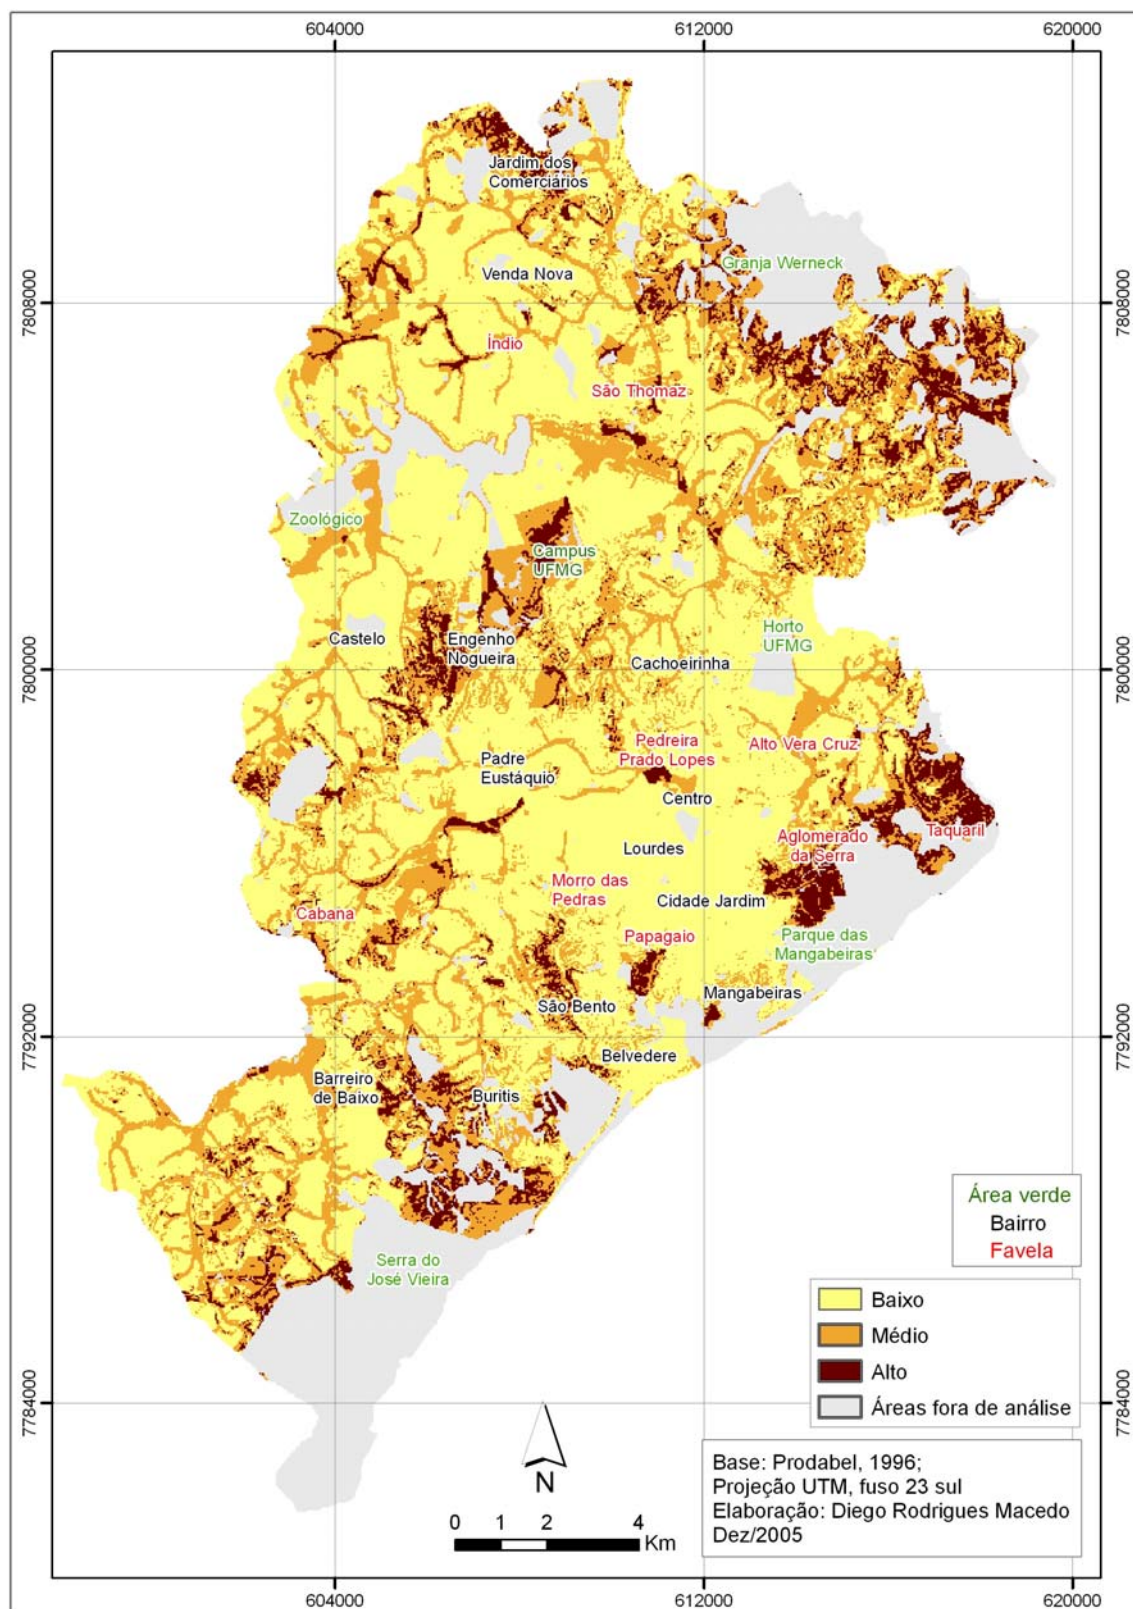 604000
612000
620000
Jardim dos
Comerciários
Granja Werneck
Venda Nova
7808000
7808000
Índio
São Thomaz
Zoológico
Campus
UFMG
Castelo
Engenho
Nogueira
Horto
UFMG
Cachoeirinha
7800000
7800000
Pedreira
Prado Lopes
Alto Vera Cruz
Padre
Eustáquio
Centro
Lourdes
Aglomerado
da Serra
Taquaril
Morro das
Pedras
Cidade Jardim
Cabana
Papagaio
Parque das
Mangabeiras
São Bento
Mangabeiras
7792000
7792000
Belvedere
Barreiro
de Baixo
Buritis
Serra do
José Vieira
Área verde
Bairro
Favela
Baixo
Médio
Alto
Áreas fora de análise
7784000
7784000
N
0 1 2 4
Km
Base: Prodabel, 1996;
Projeção UTM, fuso 23 sul
Elaboração: Diego Rodrigues Macedo
Dez/2005
604000
612000
620000